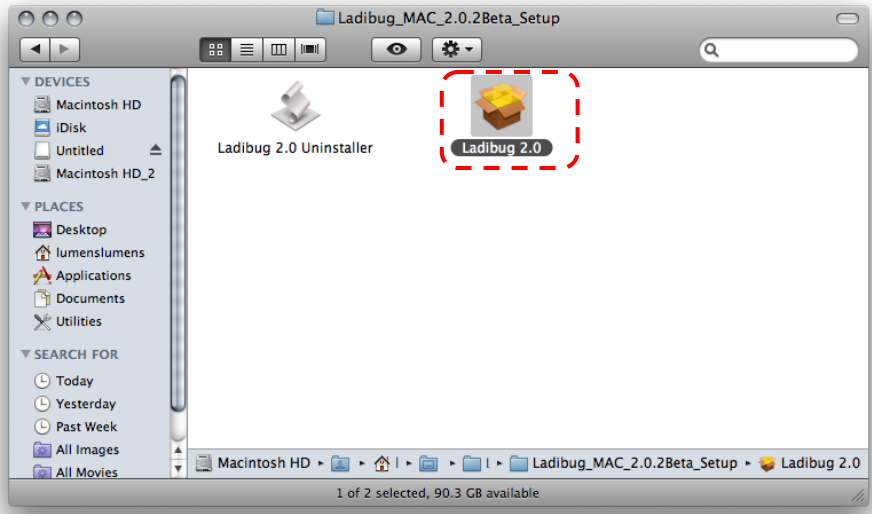 Ladibug_MAC_2.0.2Beta_Setup
DEVICES
Macintosh HD
iDisk
Untitled
Macintosh HD_2
PLACES
Desktop
lumenslumens
Applications
Documents
Utilities
SEARCH FOR
Today
Yesterday
Past Week
All Images
All Movies
Ladibug 2.0 Uninstaller
Ladibug 2.0
Macintosh HD l l Ladibug_MAC_2.0.2Beta_Setup Ladibug 2.0
1 of 2 selected, 90.3 GB available